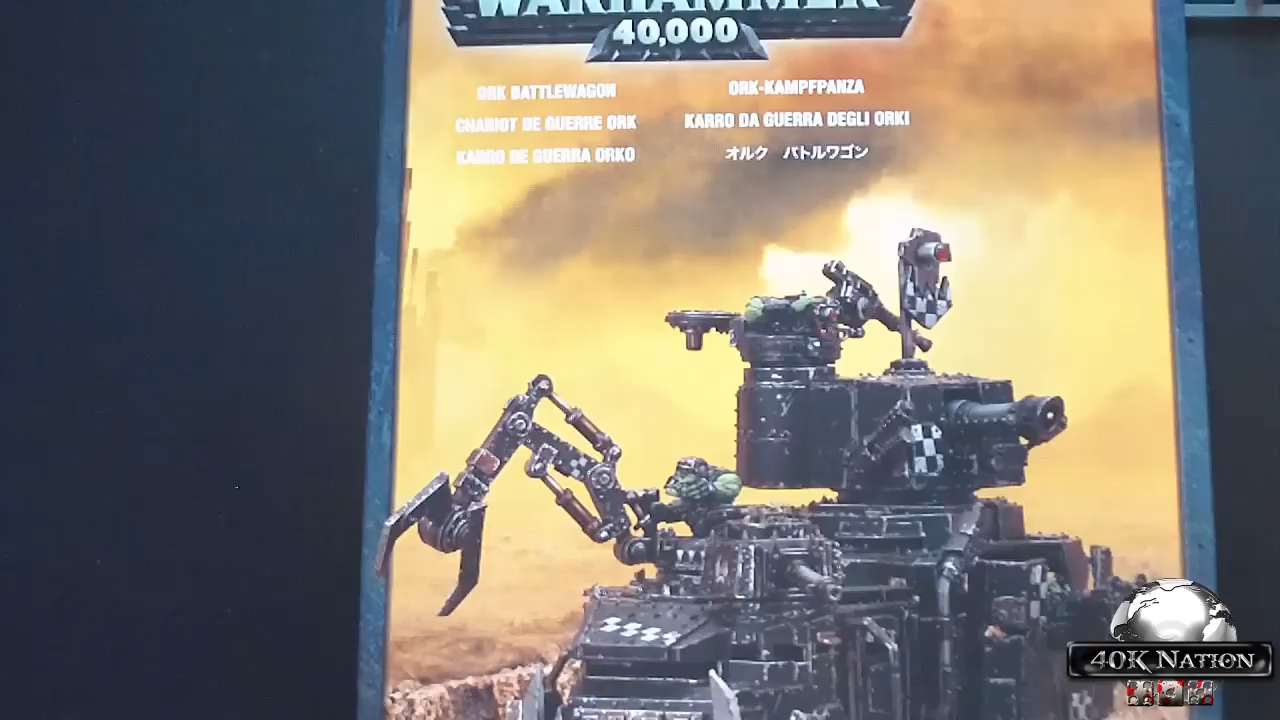 WARHAMMER
40,000
ORK BATTLEWAGON
CHARIOT DE GUERRE ORK
KARRO DE GUERRA ORKO
ORK-KAMPFPANZA
KARRO DA GUERRA DEGLI ORKI
オルク バトルワゴン
40K NATION